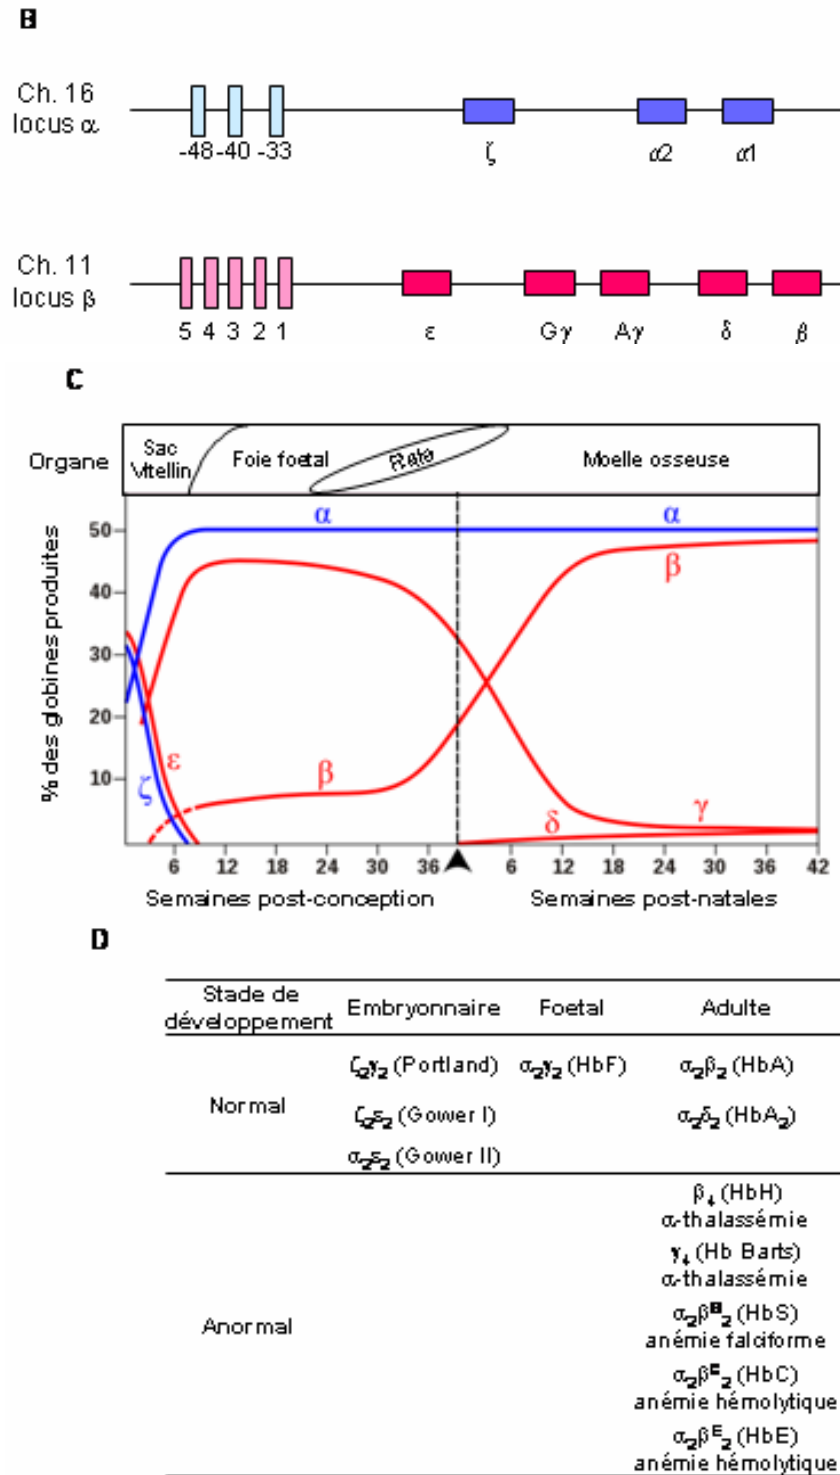 B
Ch. 16
locus α
-48 -40 -33
ζ
α2
α1
Ch. 11
locus β
5 4 3 2 1
ε
Gγ
Aγ
δ
β
C
Organe
Sac
Vitellin
Foie foetal
Rate
Moelle osseuse
% des globines produites
50
40
30
20
10
α
α
β
ε
ζ
β
δ
γ
6 12 18 24 30 36 6 12 18 24 30 36 42
Semaines post-conception
Semaines post-natales
D
Stade de
développement
Embryonnaire
Foetal
Adulte
Normal
ζ₂γ₂ (Portland)
α₂γ₂ (HbF)
α₂β₂ (HbA)
ζ₂ε₂ (Gower I)
α₂δ₂ (HbA₂)
α₂ε₂ (Gower II)
Anormal
β₄ (HbH)
α-thalassémie
γ₄ (Hb Barts)
α-thalassémie
(HbS)
anémie falciforme
(HbC)
anémie hémolytique
α₂βᴱ₂ (HbE)
anémie hémolytique